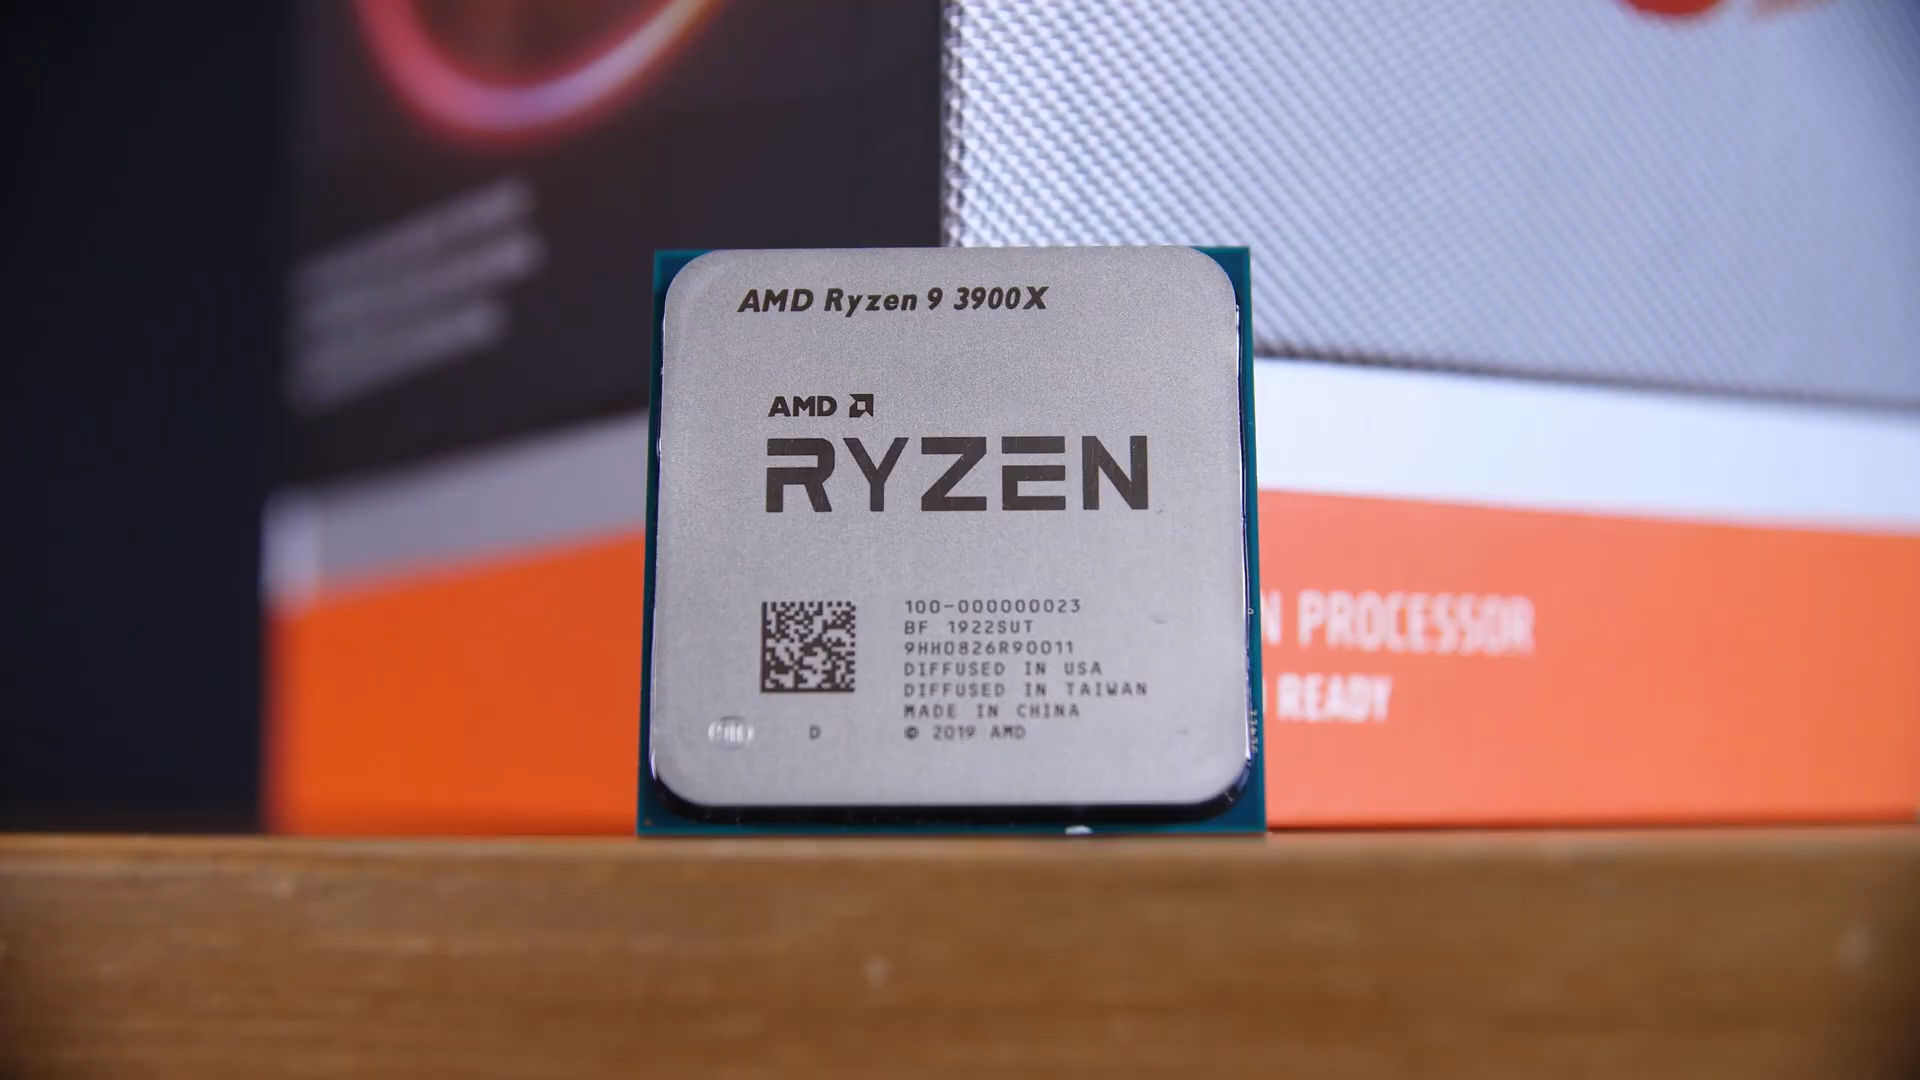 AMD Ryzen 9 3900X
AMD
RYZEN
100-000000023
BF 1922SUT
9HH0826R90011
DIFFUSED IN USA
DIFFUSED IN TAIWAN
MADE IN CHINA
© 2019 AMD
D
N PROCESSOR
READY